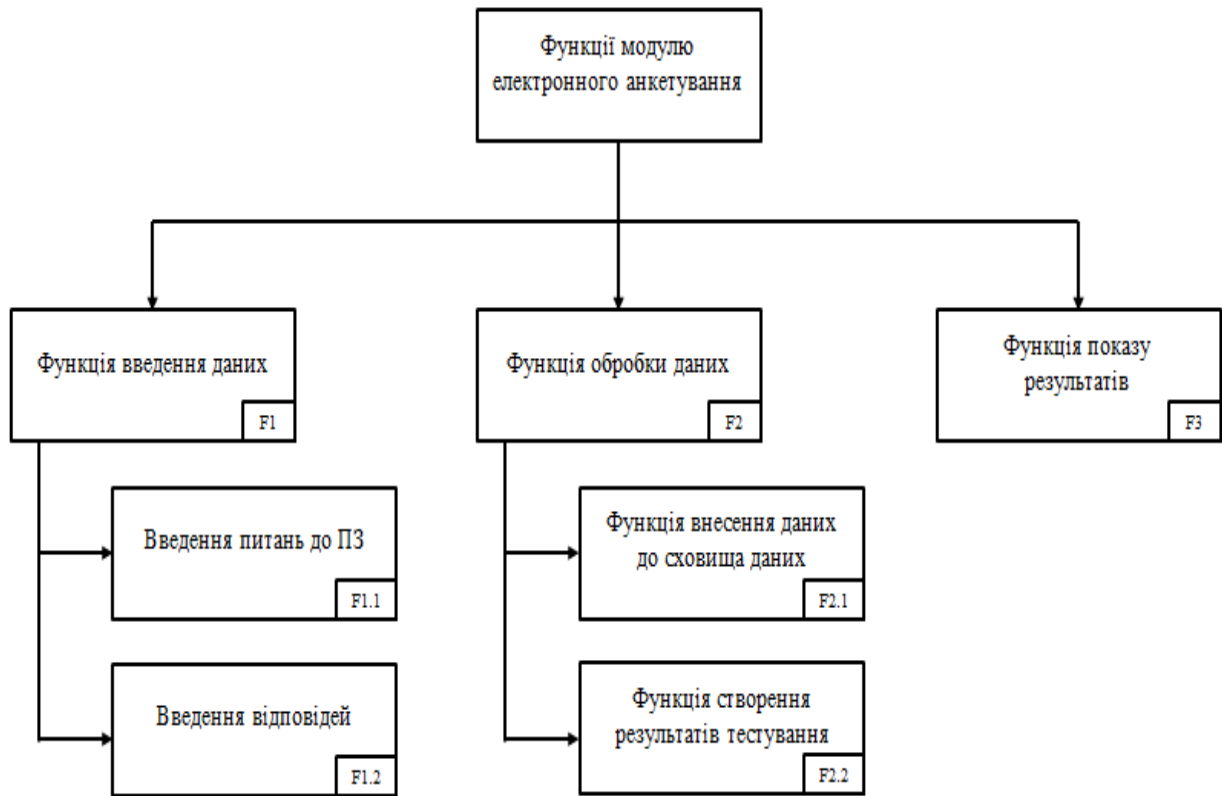 Функції модулю
електронного анкетування
Функція введення даних
F1
Функція обробки даних
F2
Функція показу
результатів
F3
Введення питань до ПЗ
F1.1
Функція внесення даних
до сховища даних
F2.1
Введення відповідей
F1.2
Функція створення
результатів тестування
F2.2